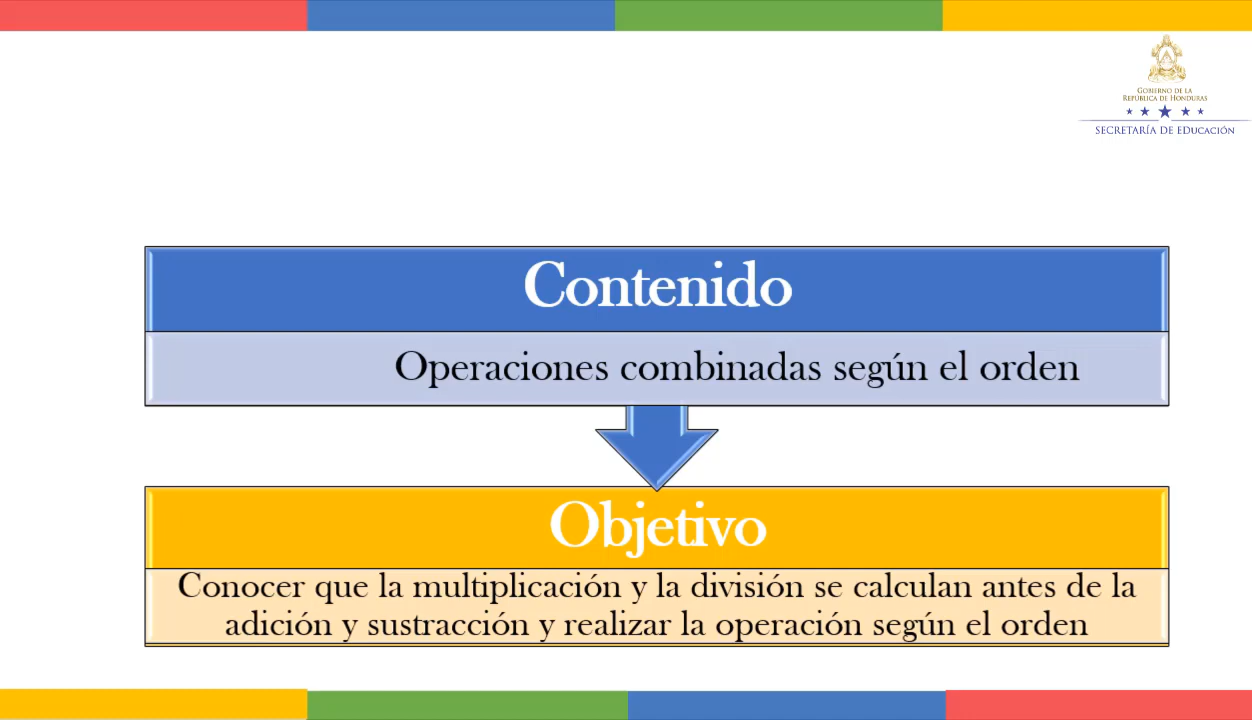 GOBIERNO DE LA
REPÚBLICA DE HONDURAS
SECRETARÍA DE EDUCACIÓN
Contenido
Operaciones combinadas según el orden
Objetivo
Conocer que la multiplicación y la división se calculan antes de la
adición y sustracción y realizar la operación según el orden